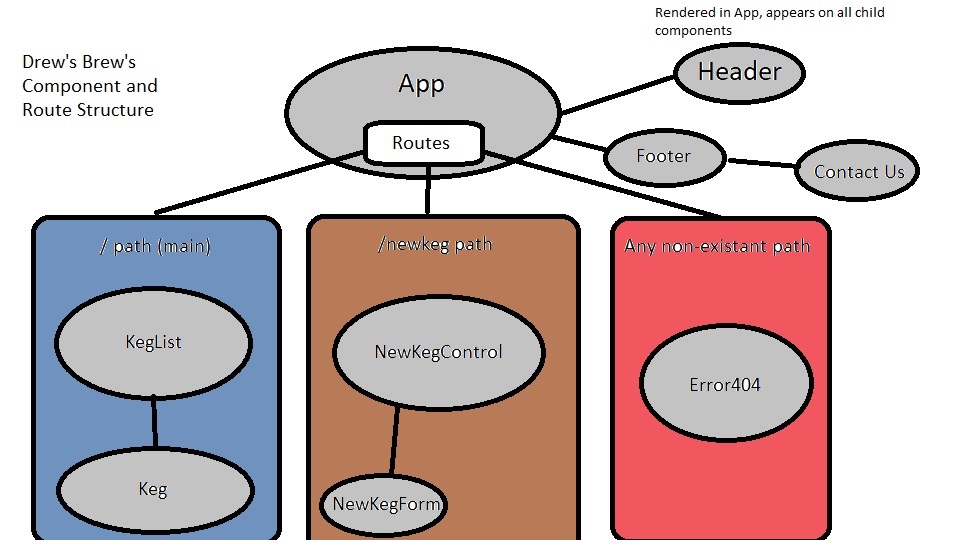 Rendered in App, appears on all child
components
Drew's Brew's
Component and
Route Structure
App
Header
Routes
Footer
Contact Us
/ path (main)
/newkeg path
Any non-existant path
KegList
NewKegControl
Error404
Keg
NewKegForm